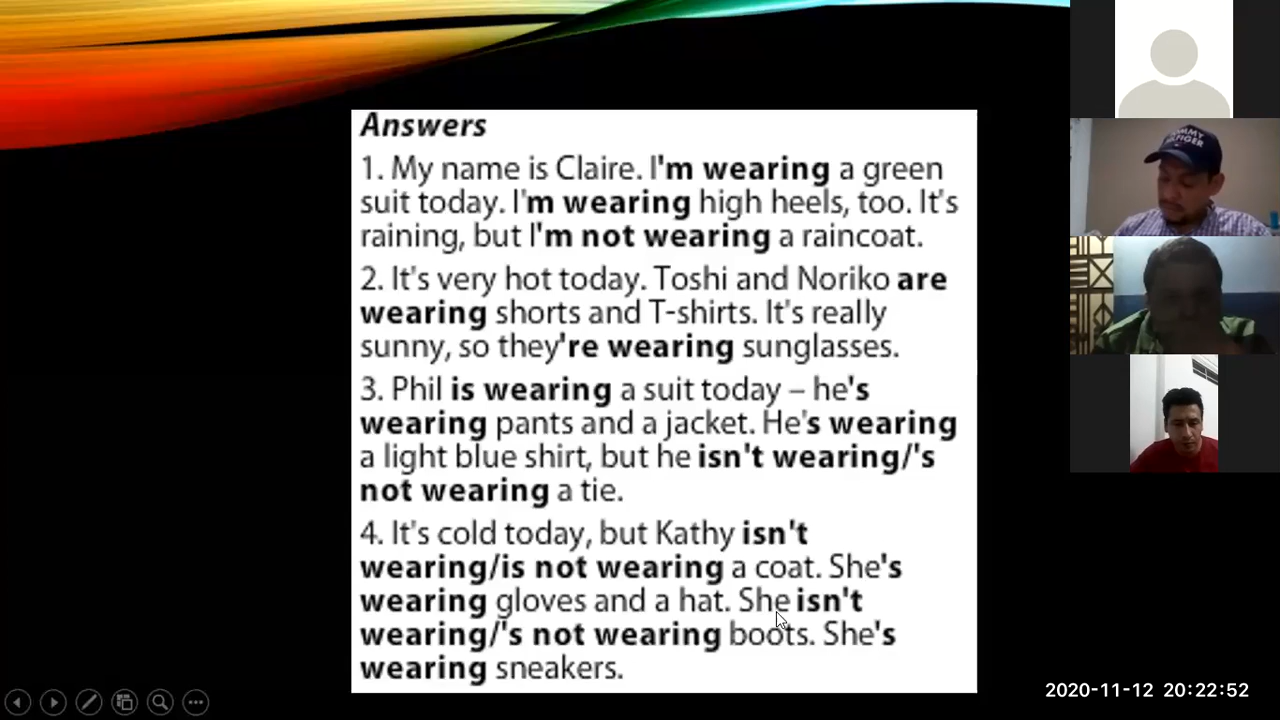 Answers
1. My name is Claire. I'm wearing a green
suit today. I'm wearing high heels, too. It's
raining, but I'm not wearing a raincoat.
2. It's very hot today. Toshi and Noriko are
wearing shorts and T-shirts. It's really
sunny, so they're wearing sunglasses.
3. Phil is wearing a suit today – he's
wearing pants and a jacket. He's wearing
a light blue shirt, but he isn't wearing/'s
not wearing a tie.
4. It's cold today, but Kathy isn't
wearing/is not wearing a coat. She's
wearing gloves and a hat. She isn't
wearing/'s not wearing boots. She's
wearing sneakers.
TOMMY
HILFIGER
2020-11-12 20:22:52